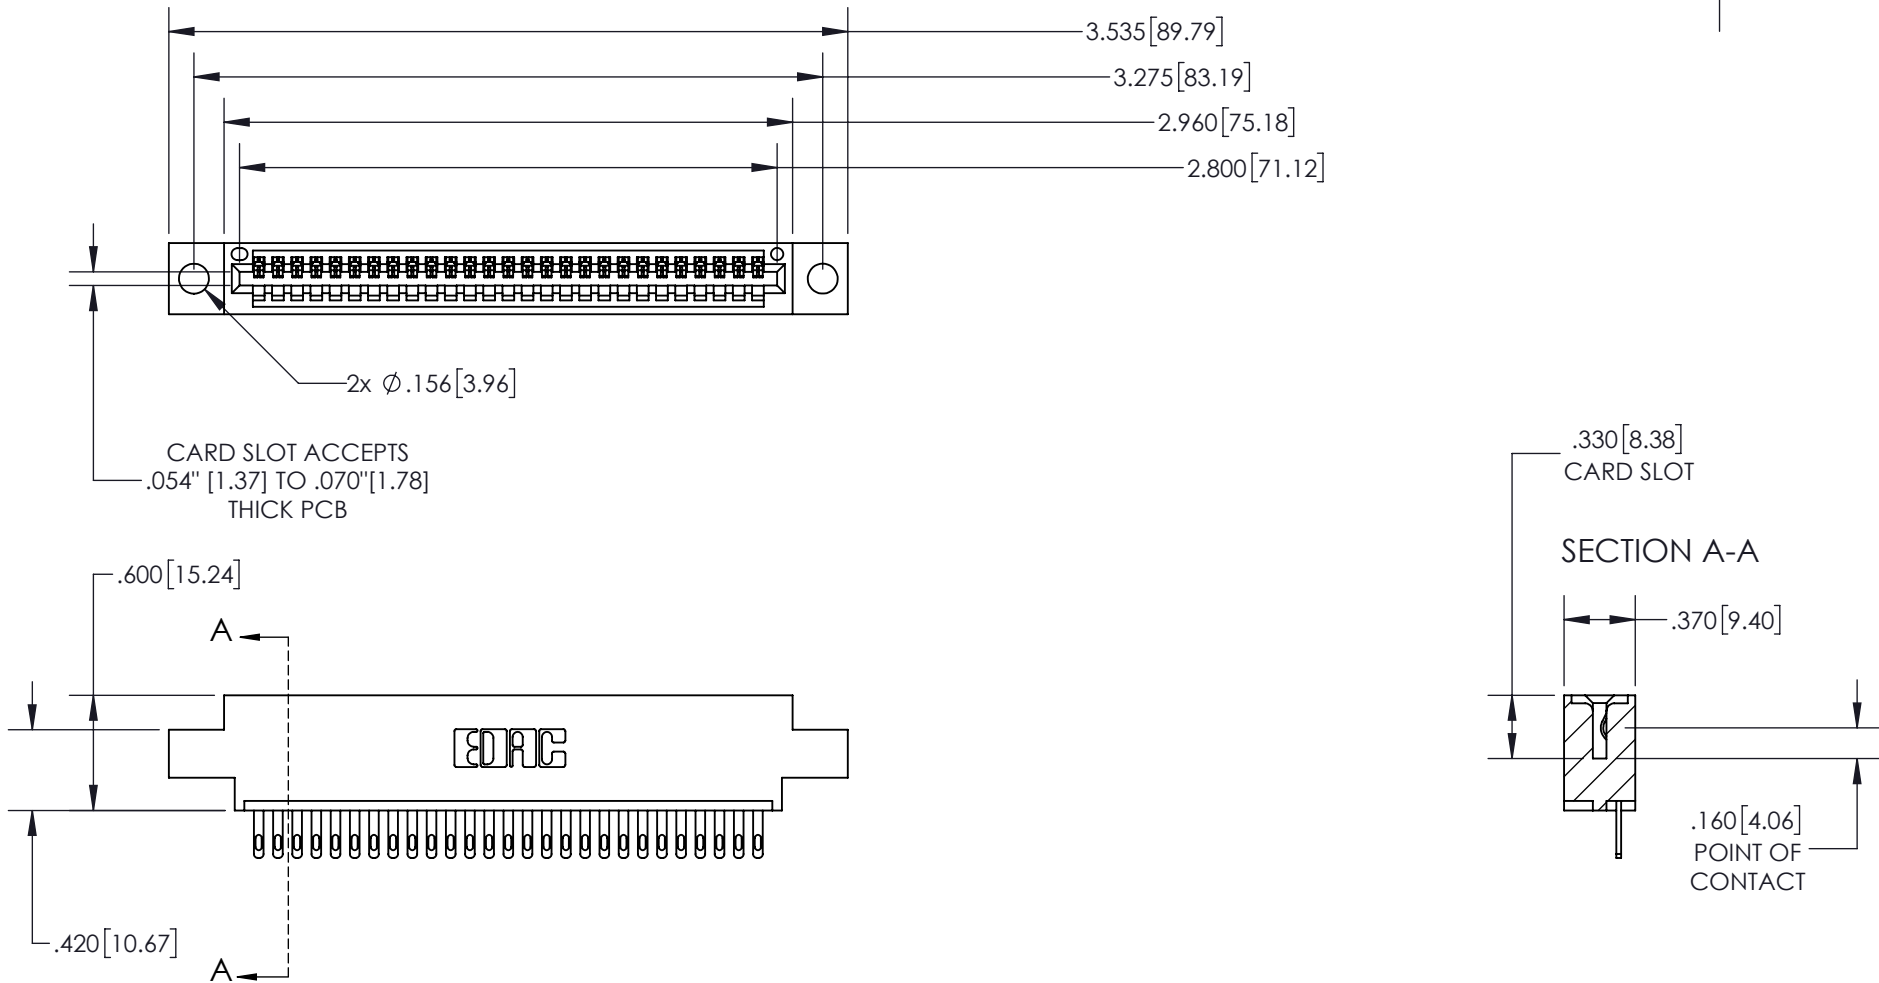 3.535[89.79]
3.275[83.19]
2.960[75.18]
2.800[71.12]
2x ∅.156[3.96]
CARD SLOT ACCEPTS
.054" [1.37] TO .070"[1.78]
THICK PCB
.330[8.38]
CARD SLOT
SECTION A-A
.600[15.24]
A
.370[9.40]
EDAC
.160[4.06]
POINT OF
CONTACT
.420[10.67]
A